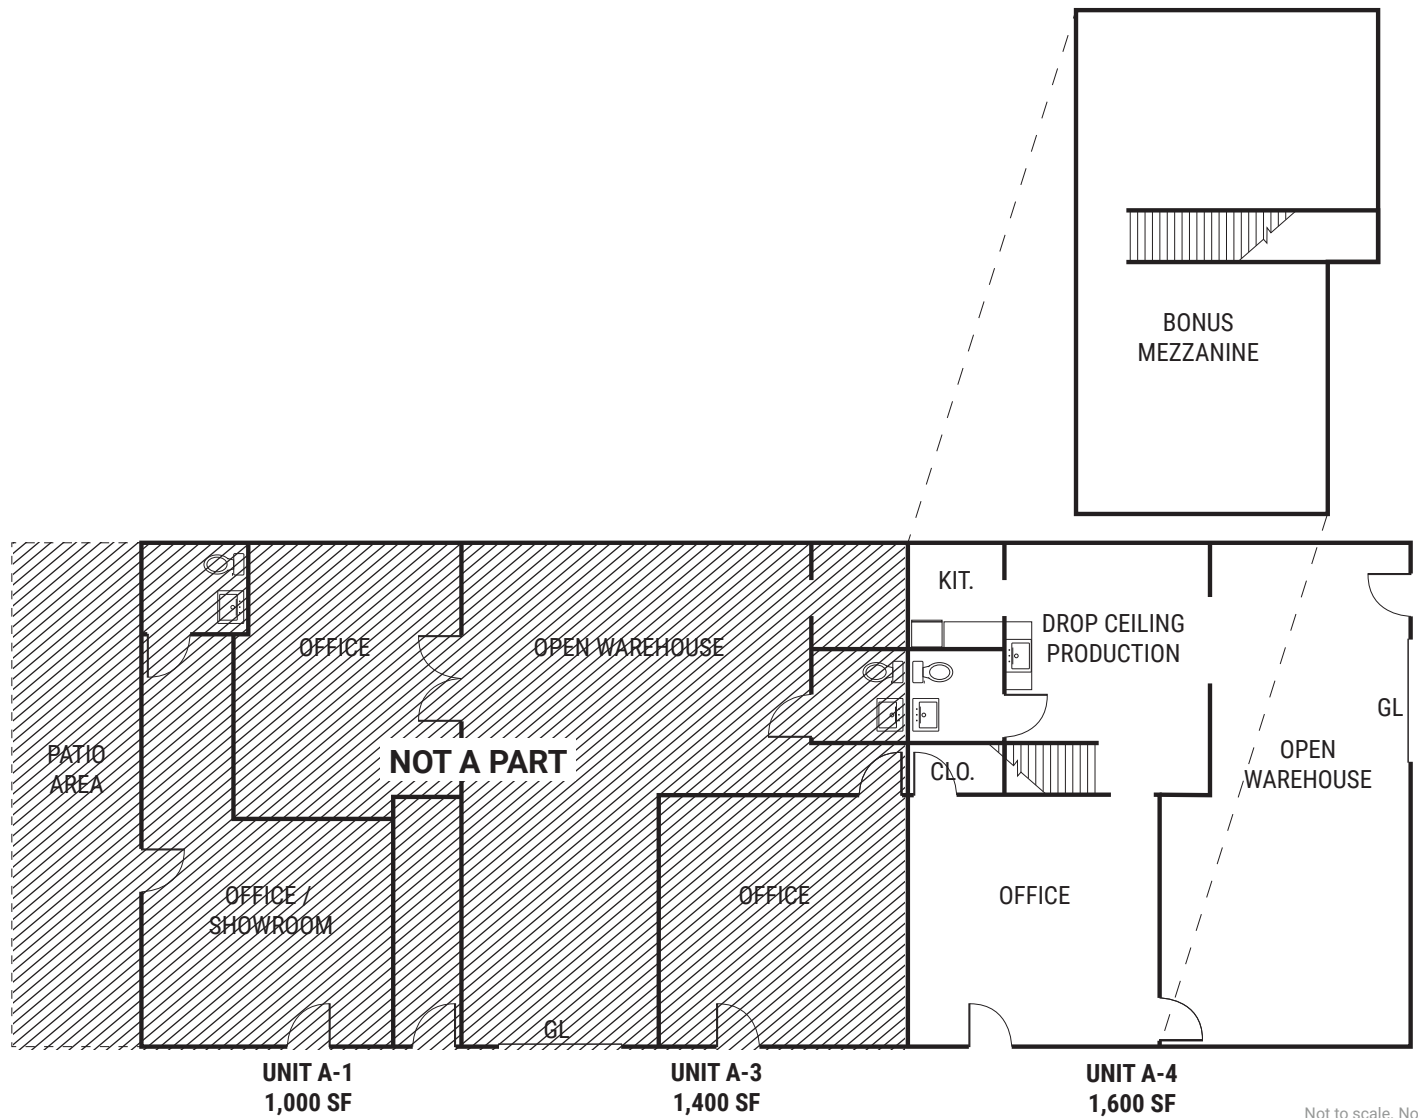 BONUS
MEZZANINE
KIT.
DROP CEILING
PRODUCTION
OFFICE
OPEN WAREHOUSE
GL
PATIO
AREA
NOT A PART
CLO.
OPEN
WAREHOUSE
OFFICE /
SHOWROOM
OFFICE
OFFICE
GL
UNIT A-1
1,000 SF
UNIT A-3
1,400 SF
UNIT A-4
1,600 SF
Not to scale. No